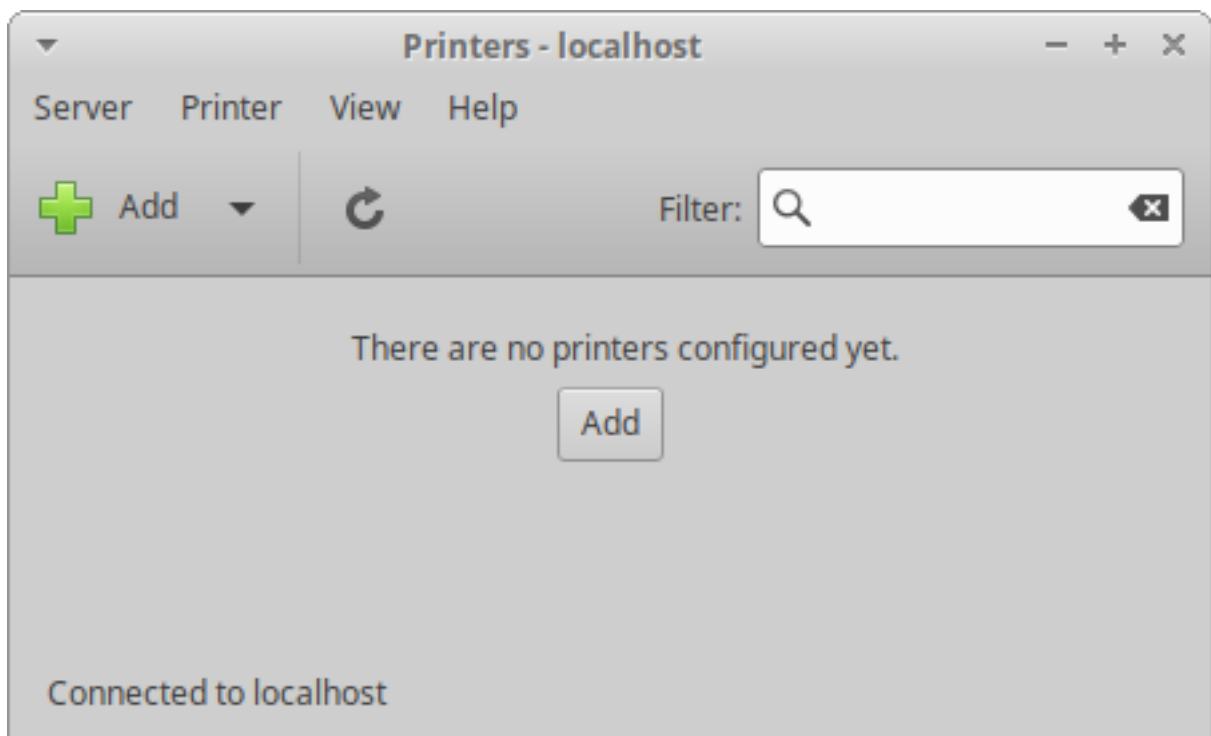 Printers - localhost
Server Printer View Help
Add Filter:
There are no printers configured yet.
Add
Connected to localhost